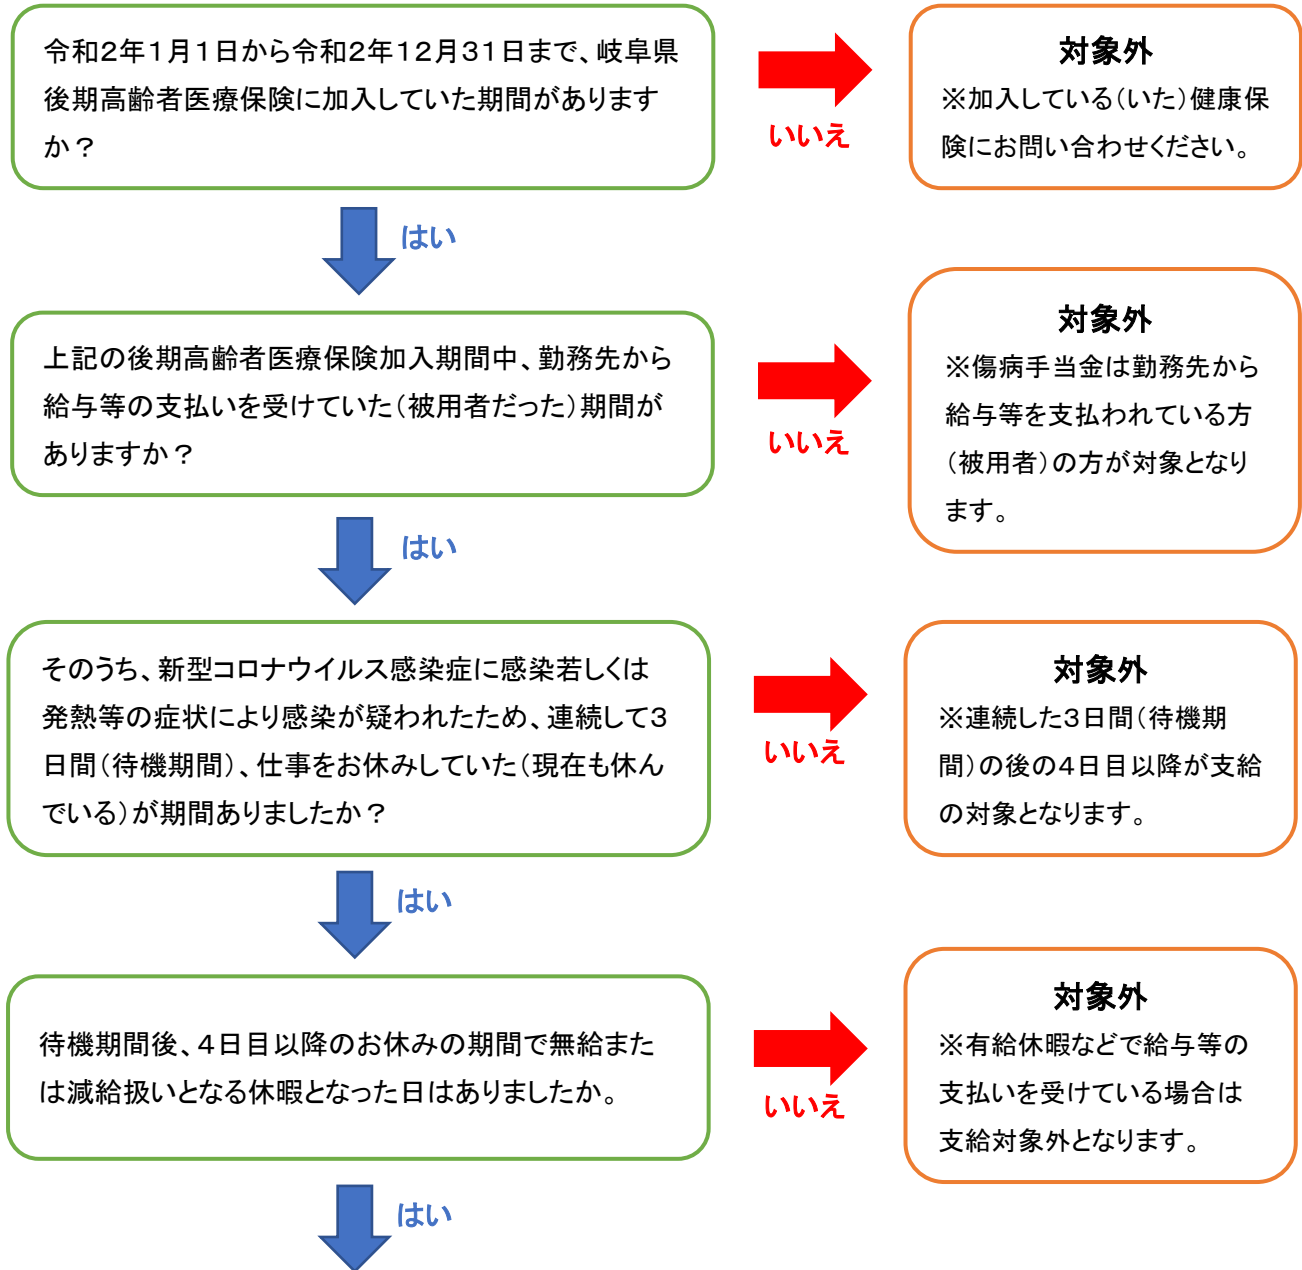 令和2年1月1日から令和2年12月31日まで、岐阜県
後期高齢者医療保険に加入していた期間があります
か？
いいえ
対象外
※加入している（いた）健康保
険にお問い合わせください。
はい
上記の後期高齢者医療保険加入期間中、勤務先から
給与等の支払いを受けていた（被用者だった）期間が
ありますか？
いいえ
対象外
※傷病手当金は勤務先から
給与等を支払われている方
（被用者）の方が対象となり
ます。
はい
そのうち、新型コロナウイルス感染症に感染若しくは
発熱等の症状により感染が疑われたため、連続して3
日間（待機期間）、仕事をお休みしていた（現在も休ん
でいる）が期間ありましたか？
いいえ
対象外
※連続した3日間（待機期
間）の後の4日目以降が支給
の対象となります。
はい
待機期間後、4日目以降のお休みの期間で無給また
は減給扱いとなる休暇となった日はありましたか。
いいえ
対象外
※有給休暇などで給与等の
支払いを受けている場合は
支給対象外となります。
はい